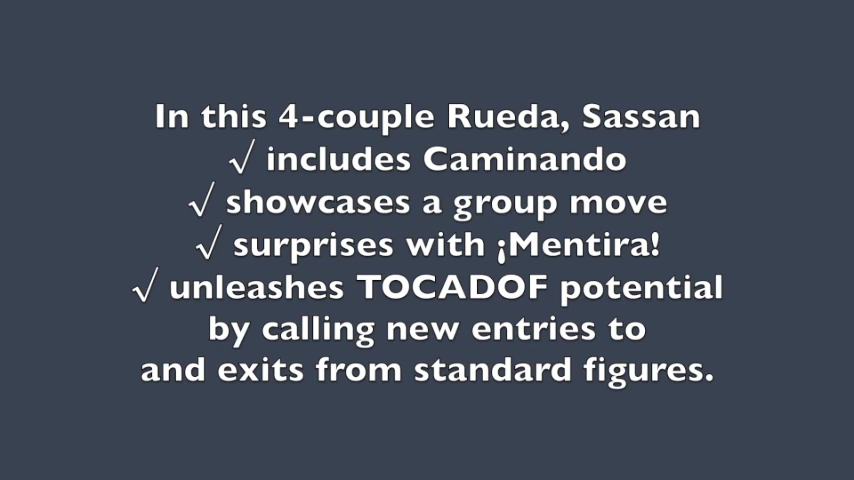 In this 4-couple Rueda, Sassan
√ includes Caminando
√ showcases a group move
√ surprises with ¡Mentira!
√ unleashes TOCADOF potential
by calling new entries to
and exits from standard figures.